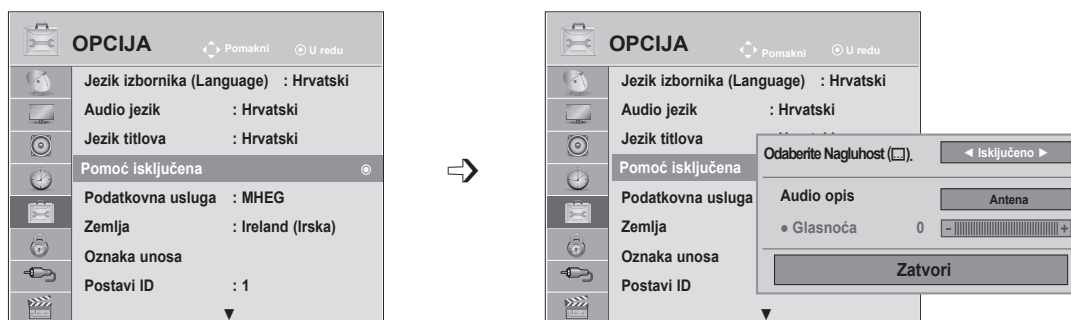 OPCIJA
Pomakni
U redu
Jezik izbornika (Language) : Hrvatski
Audio jezik : Hrvatski
Jezik titlova : Hrvatski
Pomoć isključena
Podatkovna usluga : MHEG
Zemlja : Ireland (Irska)
Oznaka unosa
Postavi ID : 1
▼
OPCIJA
Pomakni
U redu
Jezik izbornika (Language) : Hrvatski
Audio jezik : Hrvatski
Jezik titlova
Pomoć isključena
Podatkovna usluga
Zemlja
Oznaka unosa
Postavi ID
▼
Odaberite Nagluhost ( ). ◄ Isključeno ►
Audio opis Antena
● Glasnoća 0 - +
Zatvori